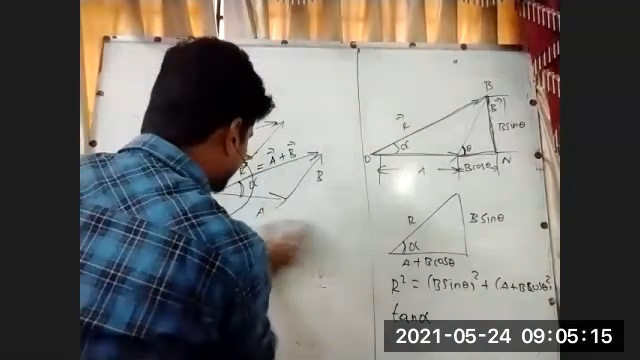 R⃗ = A⃗ + B⃗
α
B
A
B
R⃗
B⃗
Bsinθ
α
θ
O
N
A
Bcosθ
R
Bsinθ
α
A + Bcosθ
R² = (Bsinθ)² + (A+Bcosθ)²
tanα
2021-05-24 09:05:15